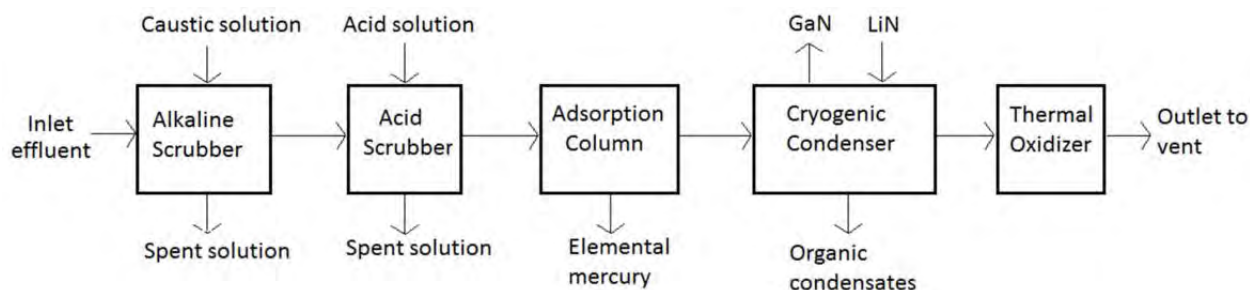 Caustic solution
Acid solution
GaN
LiN
Inlet
effluent
Alkaline
Scrubber
Acid
Scrubber
Adsorption
Column
Cryogenic
Condenser
Thermal
Oxidizer
Outlet to
vent
Spent solution
Spent solution
Elemental
mercury
Organic
condensates